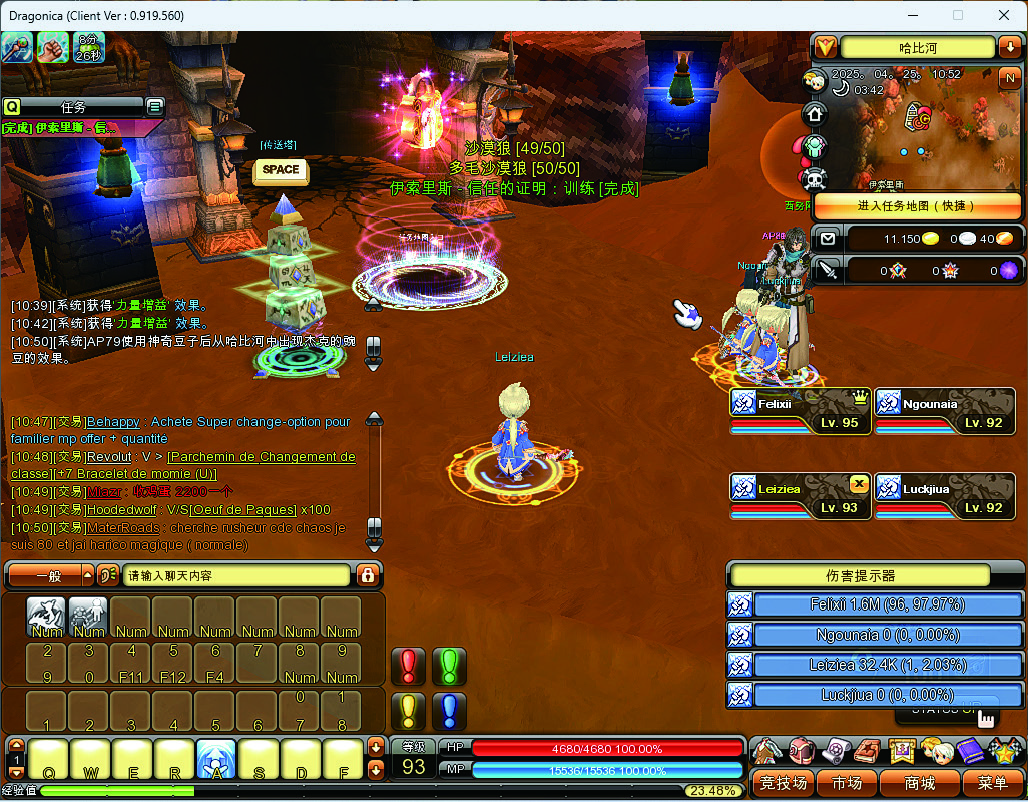 Dragonica (Client Ver : 0.919.560)
8分
26秒
Q
任务
[完成] 伊索里斯 - 信...
[传送塔]
SPACE
沙漠狼 [49/50]
多毛沙漠狼 [50/50]
伊索里斯 - 信任的证明 : 训练 [完成]
任务地图入口
哈比河
2025。 04。 25。 10:52
03:42
N
伊索里斯
进入任务地图 ( 快捷 )
11.150
0
40
0
0
0
[10:39][系统]获得'力量增益' 效果。
[10:42][系统]获得'力量增益' 效果。
[10:50][系统]AP79使用神奇豆子后从哈比河中出现杰克的豌
豆的效果。
Leiziea
Felixii
Lv. 95
Ngounaia
Lv. 92
Leiziea
Lv. 93
Luckjiua
Lv. 92
[10:47][交易]Behappy : Achete Super change-option pour
familier mp offer + quantité
[10:48][交易]Revolut : V > [Parchemin de Changement de
classe][+7 Bracelet de momie (U)]
[10:49][交易]Miazr : 收鸡蛋 2200一个
[10:49][交易]Hoodedwolf : V/S[Oeuf de Paques] x100
[10:50][交易]MaterRoads : cherche rusheur cdc chaos je
suis 80 et jai harico magique ( normale)
一般
请输入聊天内容
伤害提示器
Felixii 1.6M (96, 97.97%)
Ngounaia 0 (0, 0.00%)
Leiziea 32.4K (1, 2.03%)
Luckjiua 0 (0, 0.00%)
Num Num Num Num Num Num Num Num
2 3 4 5 6 7 8 9
9 0 F11 F12 F4 Num Num
0 1
1 2 3 4 5 6 7 8
1
Q W E R A S D F
等级
93
HP
4680/4680 100.00%
MP
15536/15536 100.00%
竞技场
市场
商城
菜单
经验值
23.48%